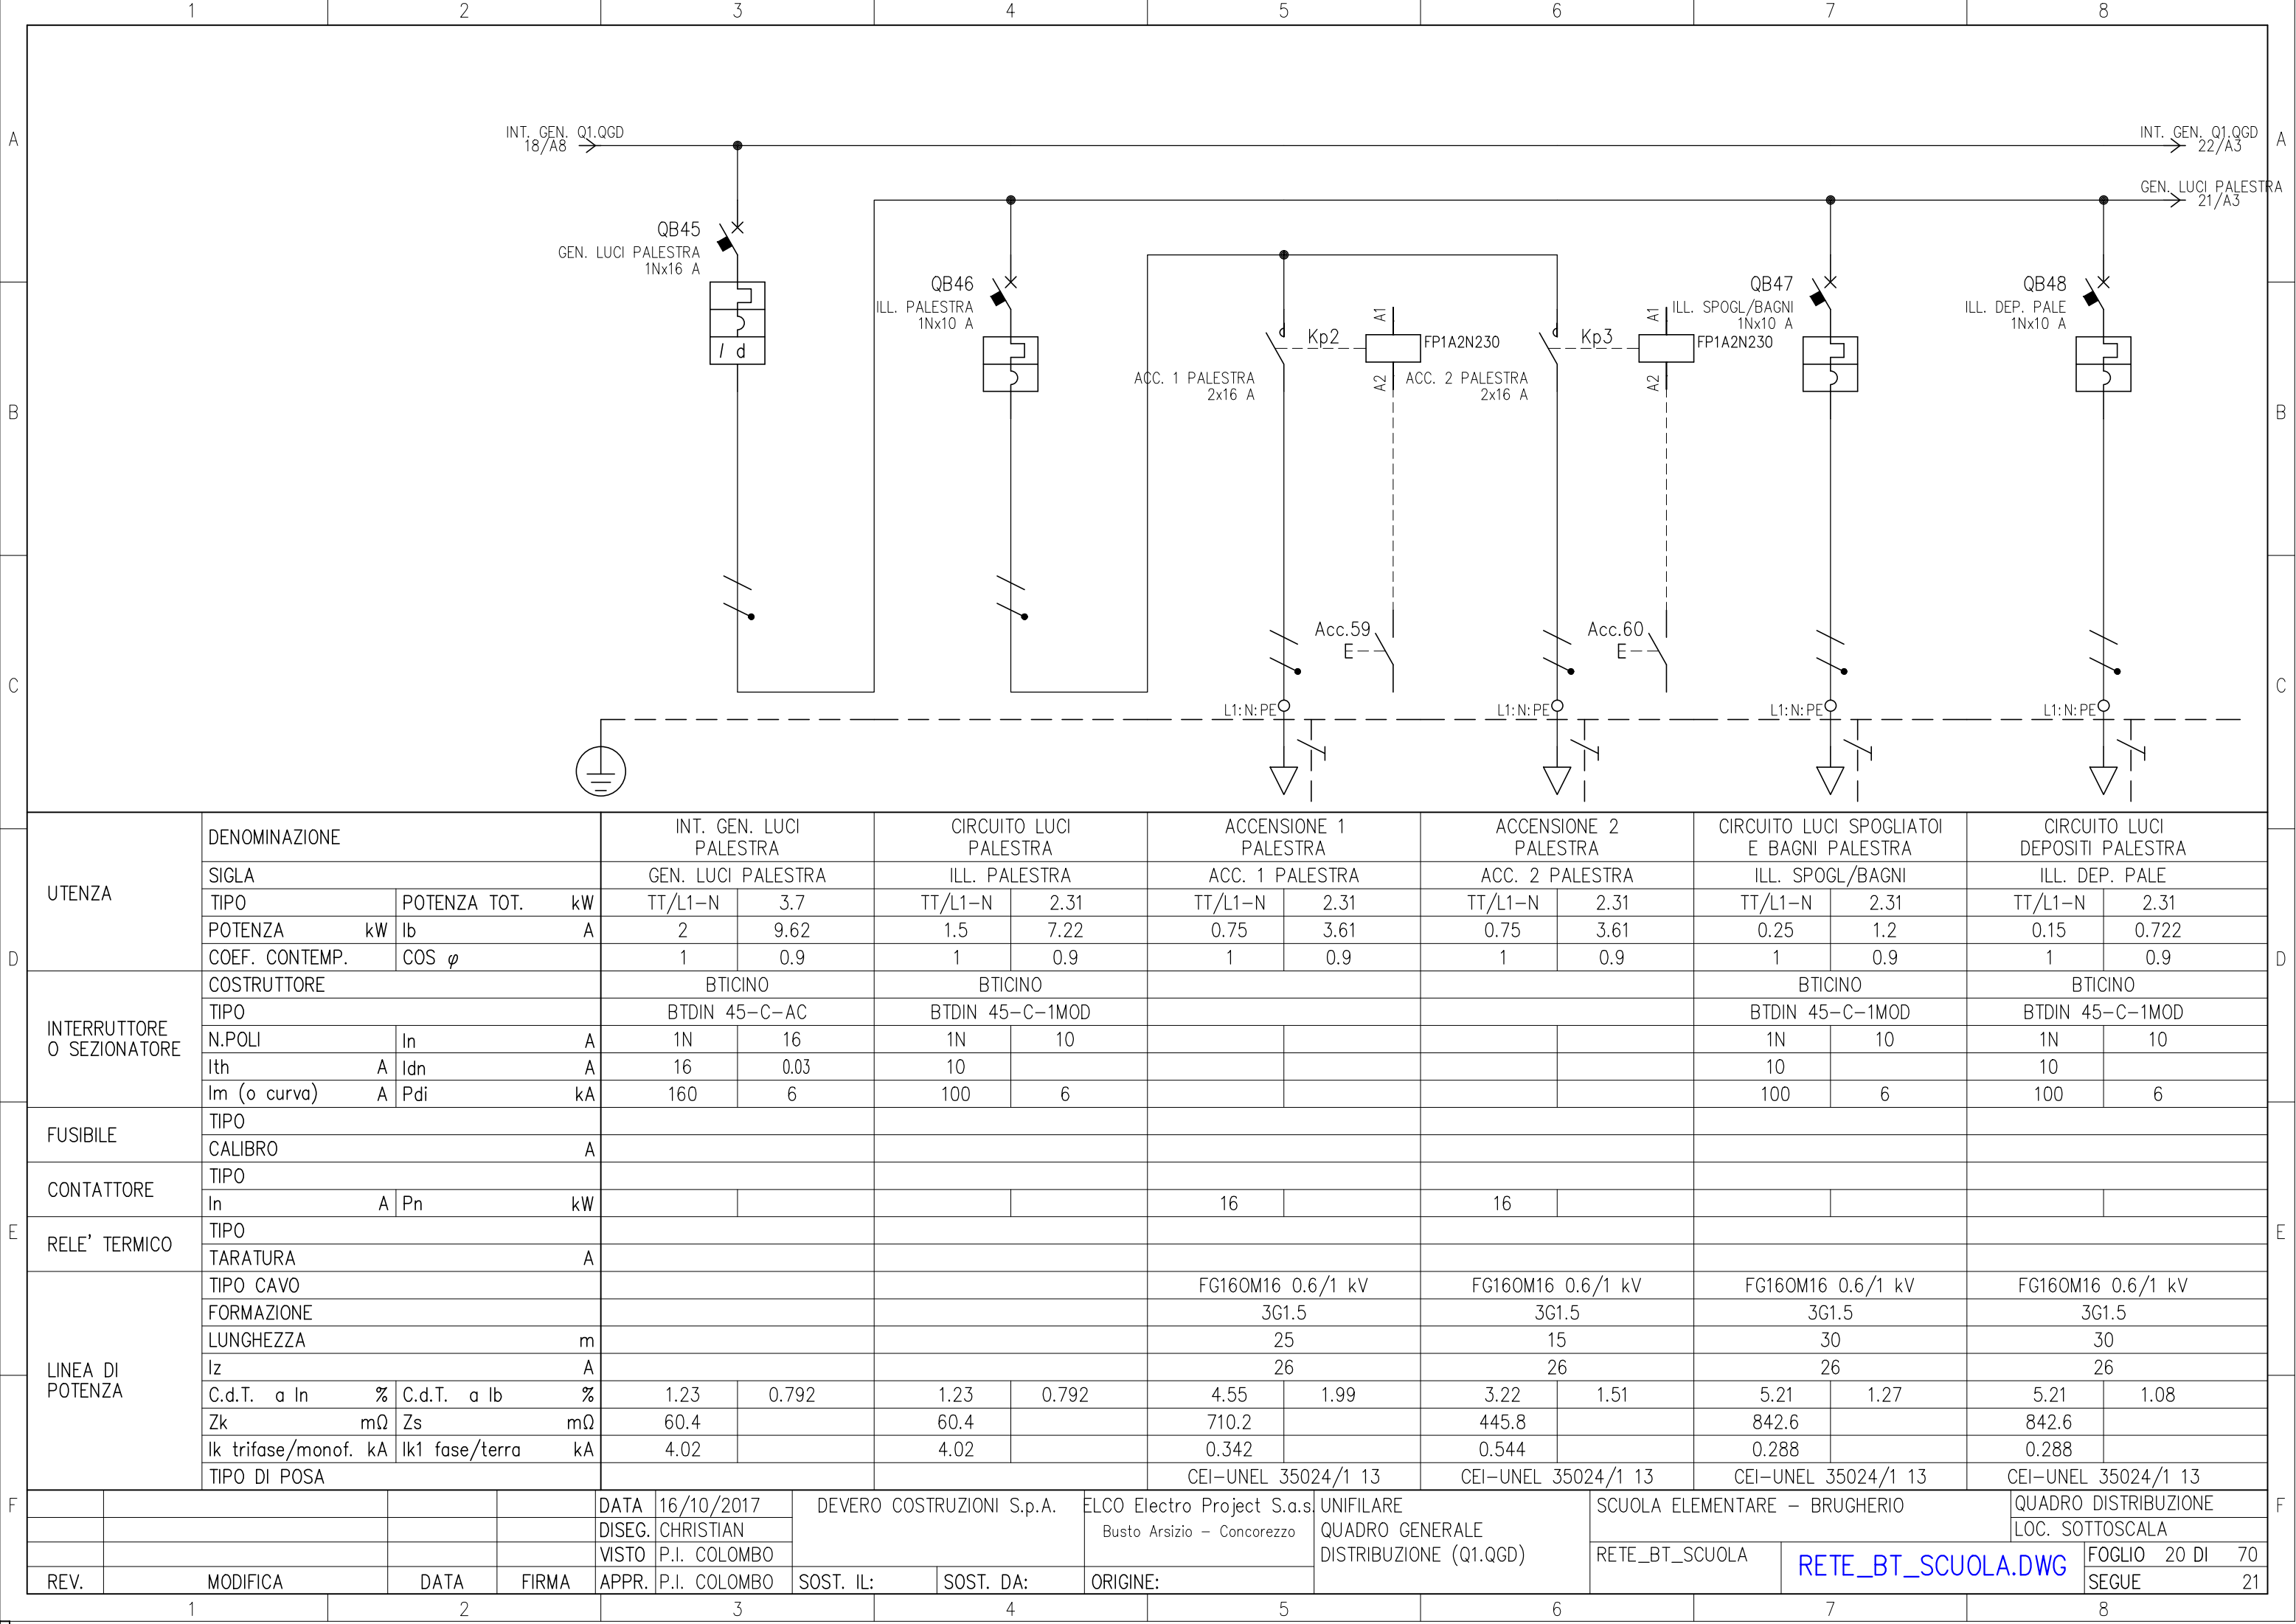 1 2 3 4 5 6 7 8
A A
INT. GEN. Q1.QGD
18/A8
INT. GEN. Q1.QGD
22/A3
GEN. LUCI PALESTRA
21/A3
QB45
GEN. LUCI PALESTRA
1Nx16 A
I d
QB46
ILL. PALESTRA
1Nx10 A
Kp2
A1
FP1A2N230
A2
ACC. 1 PALESTRA
2x16 A
Kp3
A1
FP1A2N230
A2
ACC. 2 PALESTRA
2x16 A
QB47
ILL. SPOGL/BAGNI
1Nx10 A
QB48
ILL. DEP. PALE
1Nx10 A
B B
Acc.59
E
Acc.60
E
C C
L1:N:PE L1:N:PE L1:N:PE L1:N:PE
UTENZA
DENOMINAZIONE INT. GEN. LUCI PALESTRA CIRCUITO LUCI PALESTRA ACCENSIONE 1 PALESTRA ACCENSIONE 2 PALESTRA CIRCUITO LUCI SPOGLIATOI E BAGNI PALESTRA CIRCUITO LUCI DEPOSITI PALESTRA
SIGLA GEN. LUCI PALESTRA ILL. PALESTRA ACC. 1 PALESTRA ACC. 2 PALESTRA ILL. SPOGL/BAGNI ILL. DEP. PALE
TIPO POTENZA TOT. kW TT/L1-N 3.7 TT/L1-N 2.31 TT/L1-N 2.31 TT/L1-N 2.31 TT/L1-N 2.31 TT/L1-N 2.31
POTENZA kW Ib A 2 9.62 1.5 7.22 0.75 3.61 0.75 3.61 0.25 1.2 0.15 0.722
COEF. CONTEMP. COS φ 1 0.9 1 0.9 1 0.9 1 0.9 1 0.9 1 0.9
D D
INTERRUTTORE
O SEZIONATORE
COSTRUTTORE BTICINO BTICINO BTICINO BTICINO
TIPO BTDIN 45-C-AC BTDIN 45-C-1MOD BTDIN 45-C-1MOD BTDIN 45-C-1MOD
N.POLI In A 1N 16 1N 10 1N 10 1N 10
Ith A Idn A 16 0.03 10 10 10
Im (o curva) A Pdi kA 160 6 100 6 100 6 100 6
FUSIBILE
TIPO
CALIBRO A
CONTATTORE
TIPO
In A Pn kW 16 16
E E
RELE' TERMICO
TIPO
TARATURA A
LINEA DI
POTENZA
TIPO CAVO FG16OM16 0.6/1 kV FG16OM16 0.6/1 kV FG16OM16 0.6/1 kV FG16OM16 0.6/1 kV
FORMAZIONE 3G1.5 3G1.5 3G1.5 3G1.5
LUNGHEZZA m 25 15 30 30
Iz A 26 26 26 26
C.d.T. a In % C.d.T. a Ib % 1.23 0.792 1.23 0.792 4.55 1.99 3.22 1.51 5.21 1.27 5.21 1.08
Zk mΩ Zs mΩ 60.4 60.4 710.2 445.8 842.6 842.6
Ik trifase/monof. kA Ik1 fase/terra kA 4.02 4.02 0.342 0.544 0.288 0.288
TIPO DI POSA CEI-UNEL 35024/1 13 CEI-UNEL 35024/1 13 CEI-UNEL 35024/1 13 CEI-UNEL 35024/1 13
F F
REV. MODIFICA DATA FIRMA
DATA 16/10/2017
DISEG. CHRISTIAN
VISTO P.I. COLOMBO
APPR. P.I. COLOMBO
DEVERO COSTRUZIONI S.p.A.
SOST. IL: SOST. DA:
ELCO Electro Project S.a.s.
Busto Arsizio - Concorezzo
ORIGINE:
UNIFILARE
QUADRO GENERALE
DISTRIBUZIONE (Q1.QGD)
SCUOLA ELEMENTARE - BRUGHERIO
RETE_BT_SCUOLA
RETE_BT_SCUOLA.DWG
QUADRO DISTRIBUZIONE
LOC. SOTTOSCALA
FOGLIO 20 DI 70
SEGUE 21
1 2 3 4 5 6 7 8